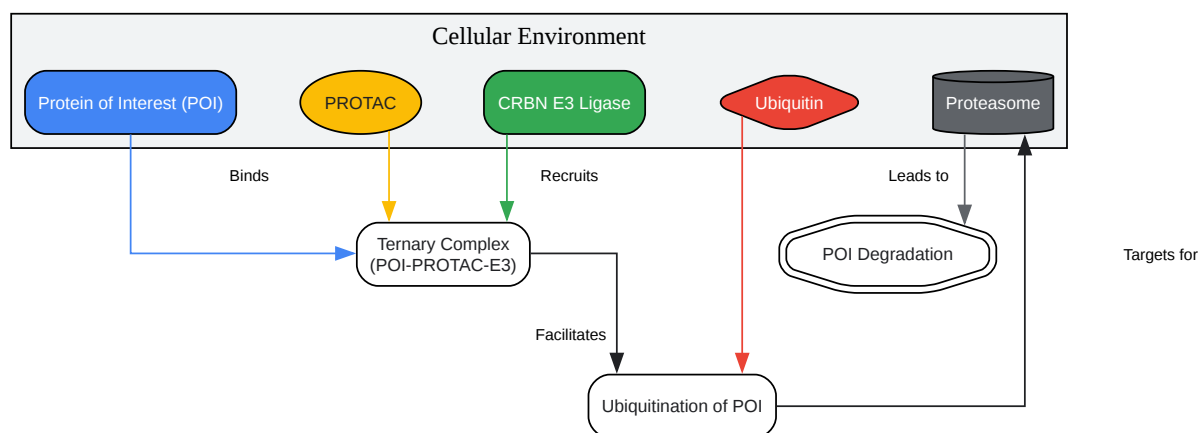 Cellular Environment
Protein of Interest (POI)
PROTAC
CRBN E3 Ligase
Ubiquitin
Proteasome
Binds
Recruits
Leads to
Ternary Complex
(POI-PROTAC-E3)
POI Degradation
Targets for
Facilitates
Ubiquitination of POI